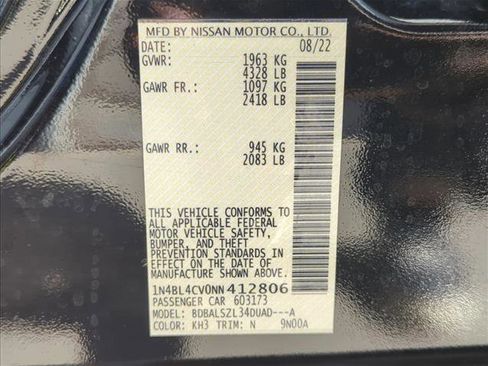 MFD BY NISSAN MOTOR CO., LTD.
DATE: 08/22
GVWR: 1963 KG
4328 LB
GAWR FR.: 1097 KG
2418 LB
GAWR RR.: 945 KG
2083 LB
THIS VEHICLE CONFORMS TO
ALL APPLICABLE FEDERAL
MOTOR VEHICLE SAFETY,
BUMPER, AND THEFT
PREVENTION STANDARDS IN
EFFECT ON THE DATE OF
MANUFACTURE SHOWN ABOVE.
1N4BL4CV0NN412806
PASSENGER CAR 603173
MODEL: BDBALSZL34DUAD---A
COLOR: KH3 TRIM: N 9N00A